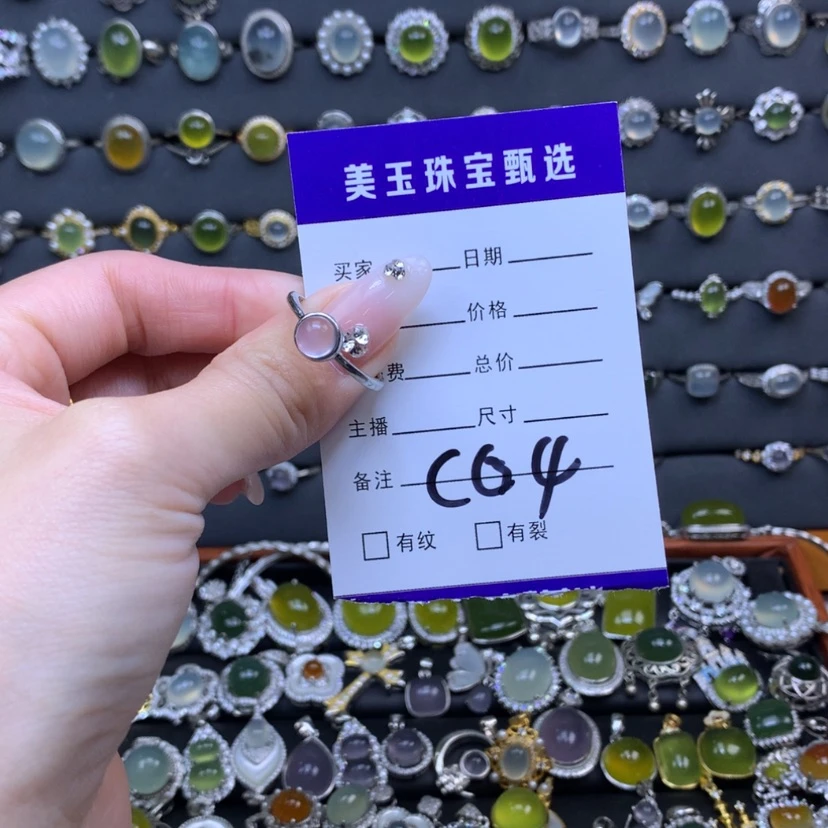 美玉珠宝甄选
买家 日期
价格
费 总价
主播 尺寸
备注 C04
有纹 有裂